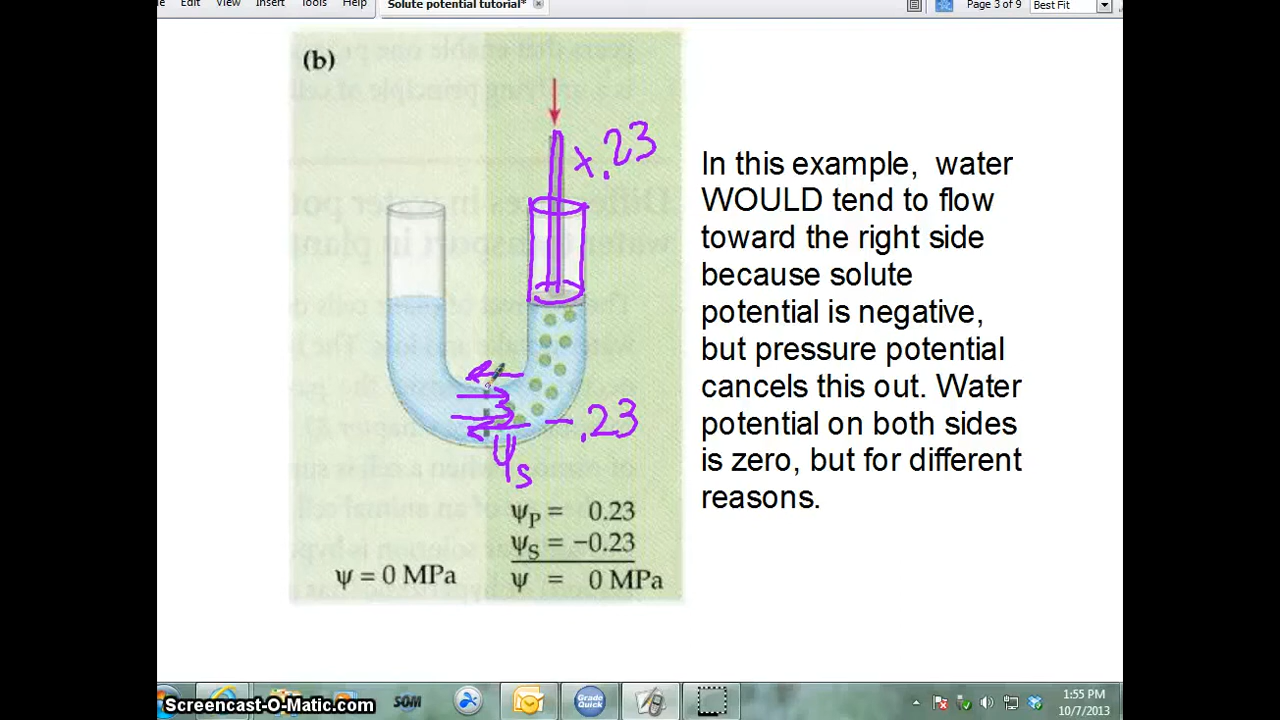 Edit View Insert Tools Help
Solute potential tutorial*
Page 3 of 9 Best Fit
(b)
+.23
In this example, water
WOULD tend to flow
toward the right side
because solute
potential is negative,
but pressure potential
cancels this out. Water
potential on both sides
is zero, but for different
reasons.
-.23
ψs
ψP = 0.23
ψS = −0.23
ψ = 0 MPa
ψ = 0 MPa
SOM
Grade Quick
1:55 PM
10/7/2013
Screencast-O-Matic.com